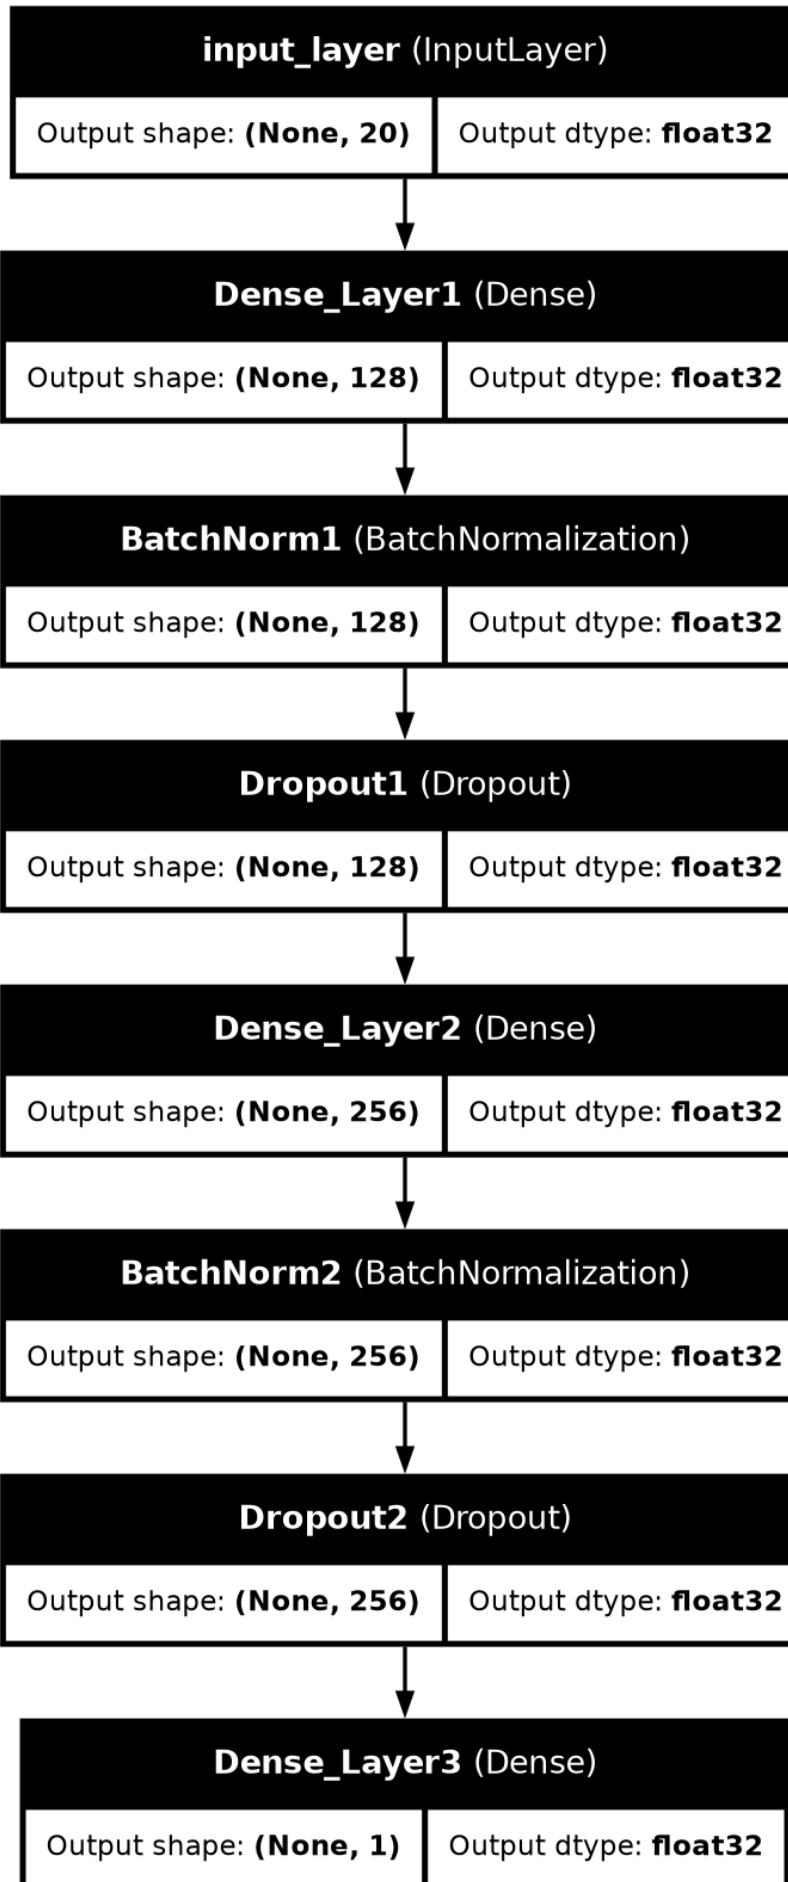 input_layer (InputLayer)
Output shape: (None, 20) Output dtype: float32
Dense_Layer1 (Dense)
Output shape: (None, 128) Output dtype: float32
BatchNorm1 (BatchNormalization)
Output shape: (None, 128) Output dtype: float32
Dropout1 (Dropout)
Output shape: (None, 128) Output dtype: float32
Dense_Layer2 (Dense)
Output shape: (None, 256) Output dtype: float32
BatchNorm2 (BatchNormalization)
Output shape: (None, 256) Output dtype: float32
Dropout2 (Dropout)
Output shape: (None, 256) Output dtype: float32
Dense_Layer3 (Dense)
Output shape: (None, 1) Output dtype: float32